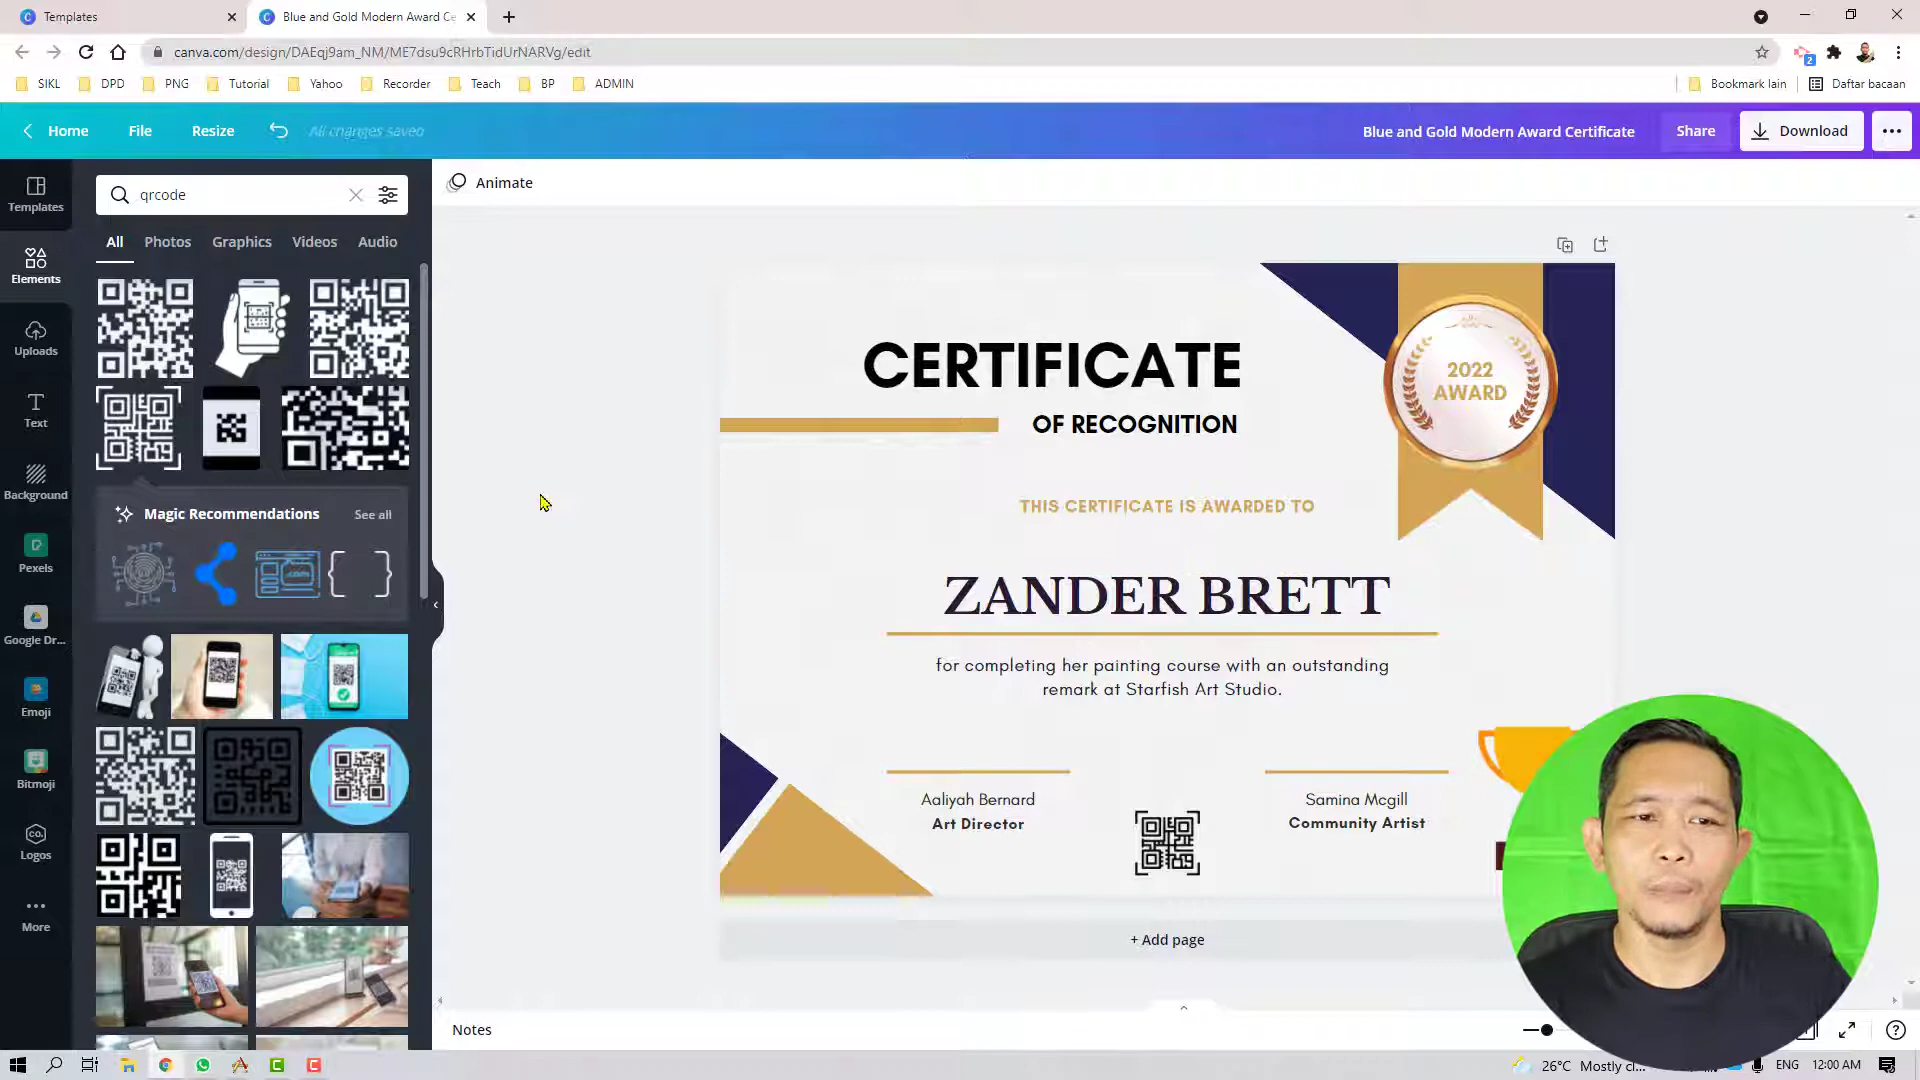 Templates
Blue and Gold Modern Award Ce
canva.com/design/DAEqj9am_NM/ME7dsu9cRHrbTidUrNARVg/edit
2
SIKL
DPD
PNG
Tutorial
Yahoo
Recorder
Teach
BP
ADMIN
Bookmark lain
Daftar bacaan
Home
File
Resize
All changes saved
Blue and Gold Modern Award Certificate
Share
Download
Templates
Elements
Uploads
Text
Background
Pexels
Google Dr...
Emoji
Bitmoji
CO.
Logos
More
qrcode
All
Photos
Graphics
Videos
Audio
Magic Recommendations
See all
.com
Animate
CERTIFICATE
OF RECOGNITION
2022
AWARD
THIS CERTIFICATE IS AWARDED TO
ZANDER BRETT
for completing her painting course with an outstanding
remark at Starfish Art Studio.
Aaliyah Bernard
Art Director
Samina Mcgill
Community Artist
+ Add page
Notes
26°C Mostly cl...
ENG
12:00 AM